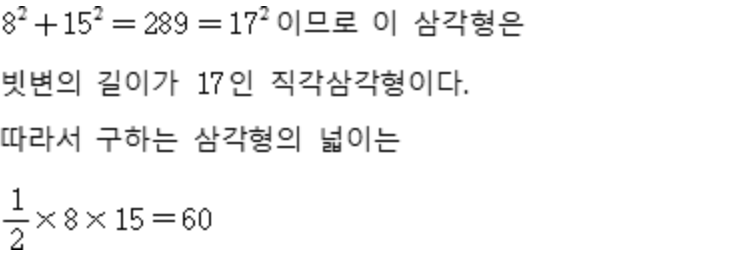 8² + 15² = 289 = 17² 이므로 이 삼각형은
빗변의 길이가 17인 직각삼각형이다.
따라서 구하는 삼각형의 넓이는
1/2 × 8 × 15 = 60